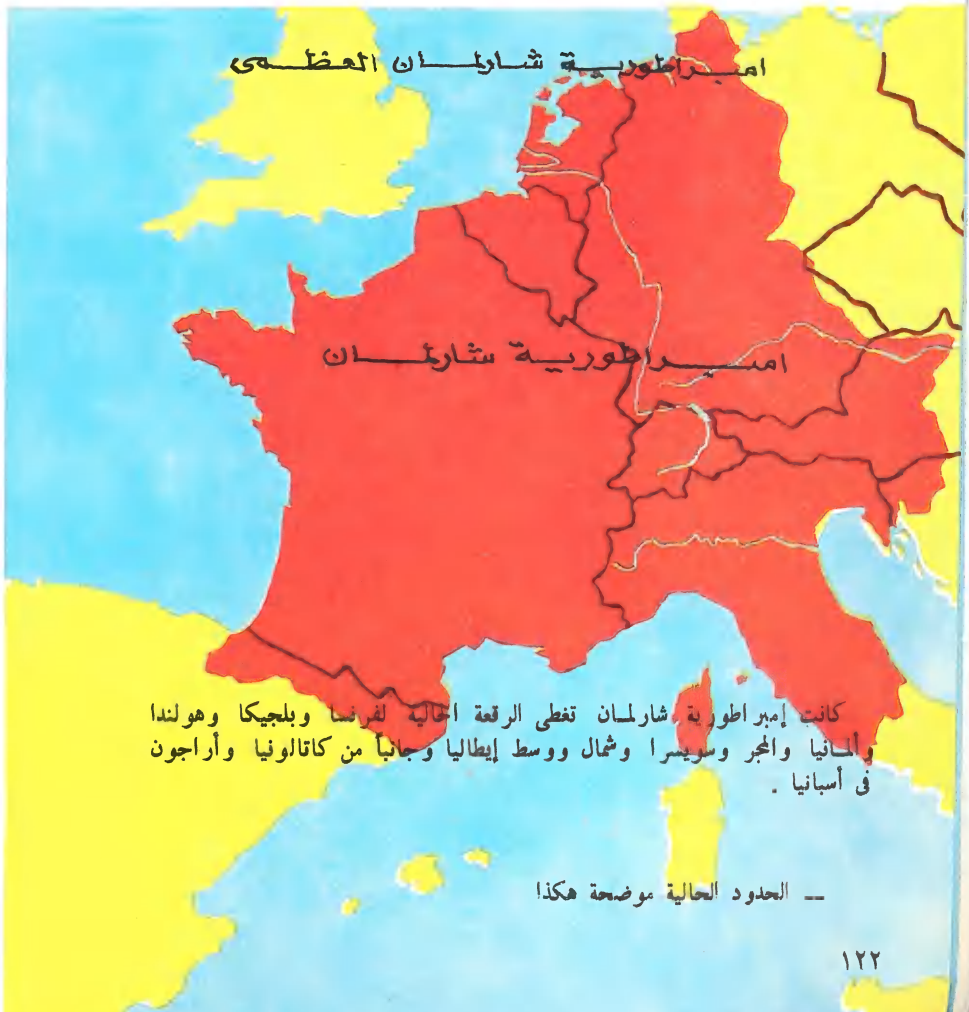 امبراطورية شارلمان العظمى
امبراطورية شارلمان
كانت إمبراطورية شارلمان تغطى الرقعة الحالية لفرنسا وبلجيكا وهولندا
وألمانيا والمجر وسويسرا وشمال ووسط إيطاليا وجانباً من كاتالونيا وأراجون
فى أسبانيا .
ــ الحدود الحالية موضحة هكذا
١٢٢